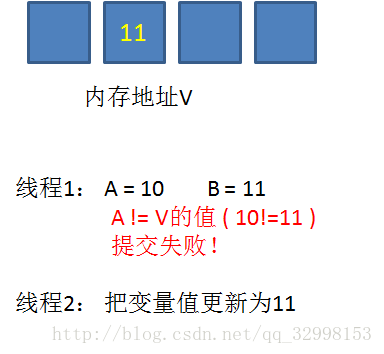 11
内存地址V
线程1： A = 10 B = 11
A != V的值 ( 10!=11 )
提交失败！
线程2： 把变量值更新为11
http://blog.csdn.net/qq_32998153